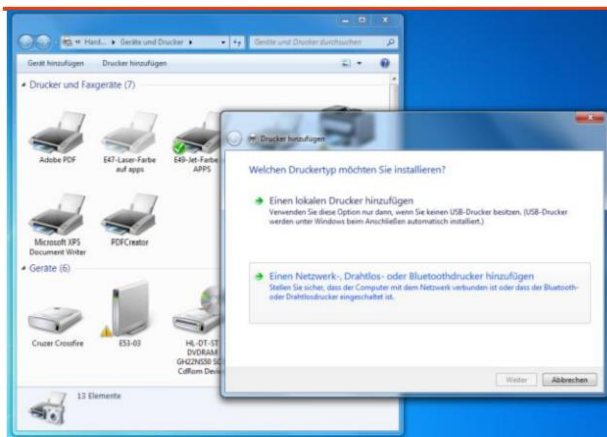 Hard... ▸ Geräte und Drucker ▸
Geräte und Drucker durchsuchen
Gerät hinzufügen Drucker hinzufügen
Drucker und Faxgeräte (7)
Adobe PDF
E47-Laser-Farbe
auf apps
E49-Jet-Farbe
APPS
Microsoft XPS
Document Writer
PDFCreator
Geräte (6)
Cruzer Crossfire
E53-03
HL-DT-ST
DVDRAM
GH22NS50 SC
CdRom Devic
13 Elemente
Drucker hinzufügen
Welchen Druckertyp möchten Sie installieren?
Einen lokalen Drucker hinzufügen
Verwenden Sie diese Option nur dann, wenn Sie keinen USB-Drucker besitzen. (USB-Drucker
werden unter Windows beim Anschließen automatisch installiert.)
Einen Netzwerk-, Drahtlos- oder Bluetoothdrucker hinzufügen
Stellen Sie sicher, dass der Computer mit dem Netzwerk verbunden ist oder dass der Bluetooth-
oder Drahtlosdrucker eingeschaltet ist.
Weiter Abbrechen